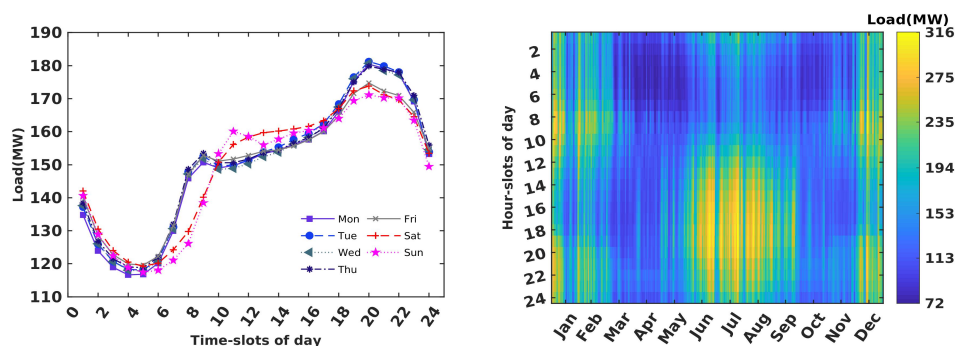 190
180
170
160
150
140
130
120
110
Load(MW)
0
2
4
6
8
10
12
14
16
18
20
22
24
Time-slots of day
Mon
Tue
Wed
Thu
Fri
Sat
Sun
Load(MW)
2
4
6
8
10
12
14
16
18
20
22
24
Hour-slots of day
Jan
Feb
Mar
Apr
May
Jun
Jul
Aug
Sep
Oct
Nov
Dec
316
275
235
194
153
113
72